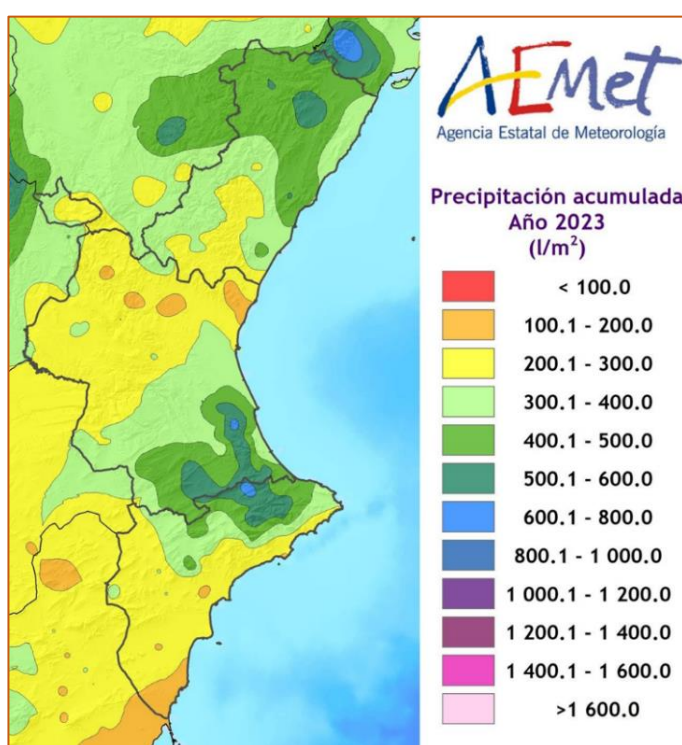 AEmet
Agencia Estatal de Meteorología
Precipitación acumulada
Año 2023
(l/m²)
< 100.0
100.1 - 200.0
200.1 - 300.0
300.1 - 400.0
400.1 - 500.0
500.1 - 600.0
600.1 - 800.0
800.1 - 1 000.0
1 000.1 - 1 200.0
1 200.1 - 1 400.0
1 400.1 - 1 600.0
>1 600.0